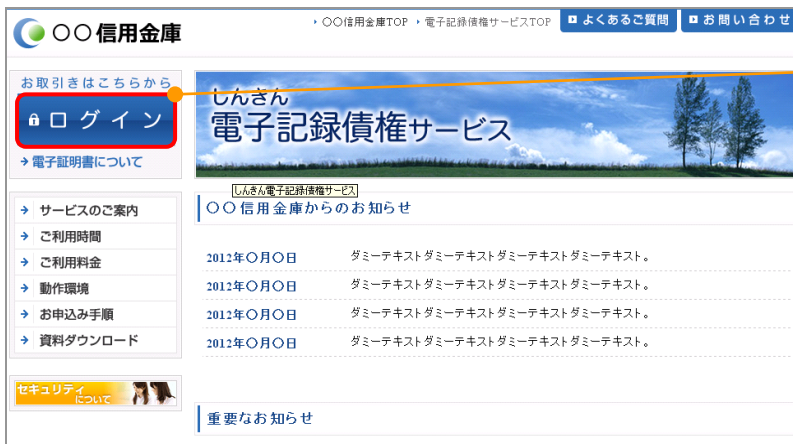 〇〇信用金庫
〇〇信用金庫TOP 電子記録債権サービスTOP よくあるご質問 お問い合わせ
お取引きはこちらから
ログイン
電子証明書について
しんきん
電子記録債権サービス
しんきん電子記録債権サービス
サービスのご案内
ご利用時間
ご利用料金
動作環境
お申込み手順
資料ダウンロード
セキュリティ
について
〇〇信用金庫からのお知らせ
2012年〇月〇日 ダミーテキストダミーテキストダミーテキストダミーテキスト。
2012年〇月〇日 ダミーテキストダミーテキストダミーテキストダミーテキスト。
2012年〇月〇日 ダミーテキストダミーテキストダミーテキストダミーテキスト。
2012年〇月〇日 ダミーテキストダミーテキストダミーテキストダミーテキスト。
重要なお知らせ